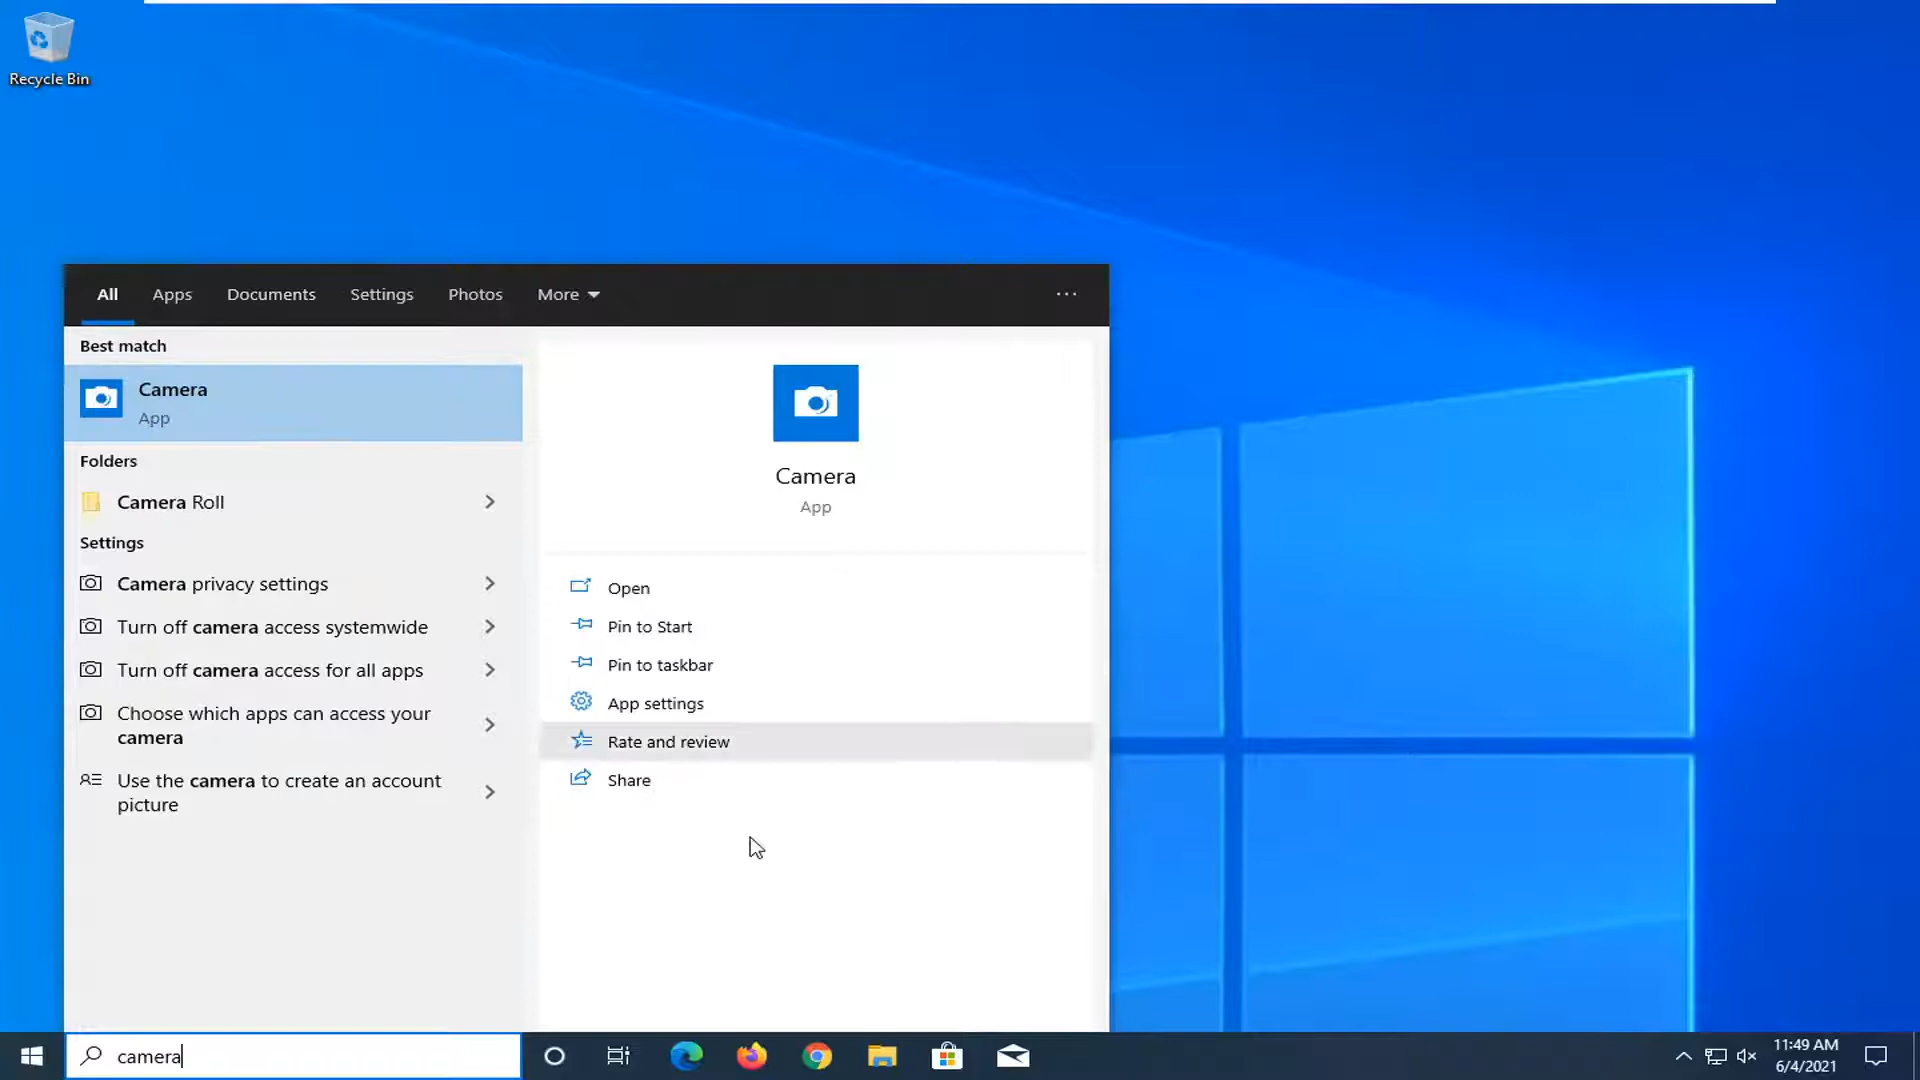 Recycle Bin
All Apps Documents Settings Photos More
Best match
Camera
App
Folders
Camera Roll
Settings
Camera privacy settings
Turn off camera access systemwide
Turn off camera access for all apps
Choose which apps can access your
camera
Use the camera to create an account
picture
Camera
App
Open
Pin to Start
Pin to taskbar
App settings
Rate and review
Share
camera
11:49 AM
6/4/2021